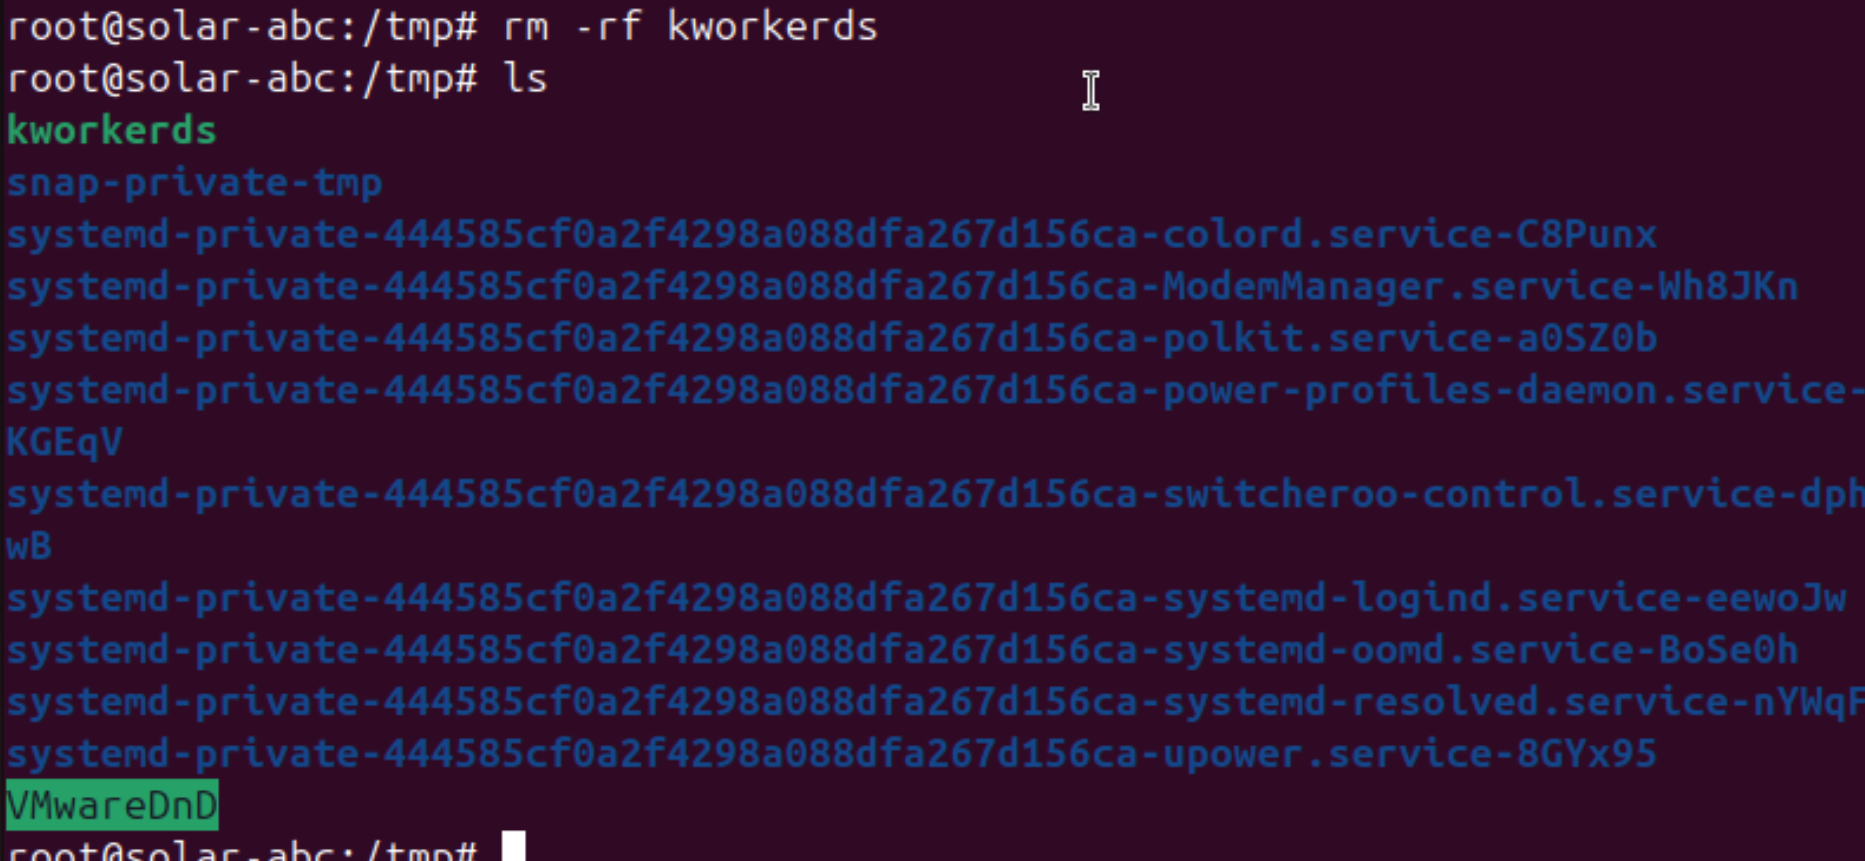 root@solar-abc:/tmp# rm -rf kworkerds
root@solar-abc:/tmp# ls
kworkerds
snap-private-tmp
systemd-private-444585cf0a2f4298a088dfa267d156ca-colord.service-C8Punx
systemd-private-444585cf0a2f4298a088dfa267d156ca-ModemManager.service-Wh8JKn
systemd-private-444585cf0a2f4298a088dfa267d156ca-polkit.service-a0SZ0b
systemd-private-444585cf0a2f4298a088dfa267d156ca-power-profiles-daemon.service-
KGEqV
systemd-private-444585cf0a2f4298a088dfa267d156ca-switcheroo-control.service-dph
wB
systemd-private-444585cf0a2f4298a088dfa267d156ca-systemd-logind.service-eewoJw
systemd-private-444585cf0a2f4298a088dfa267d156ca-systemd-oomd.service-BoSe0h
systemd-private-444585cf0a2f4298a088dfa267d156ca-systemd-resolved.service-nYWqF
systemd-private-444585cf0a2f4298a088dfa267d156ca-upower.service-8GYx95
VMwareDnD
root@solar-abc:/tmp#